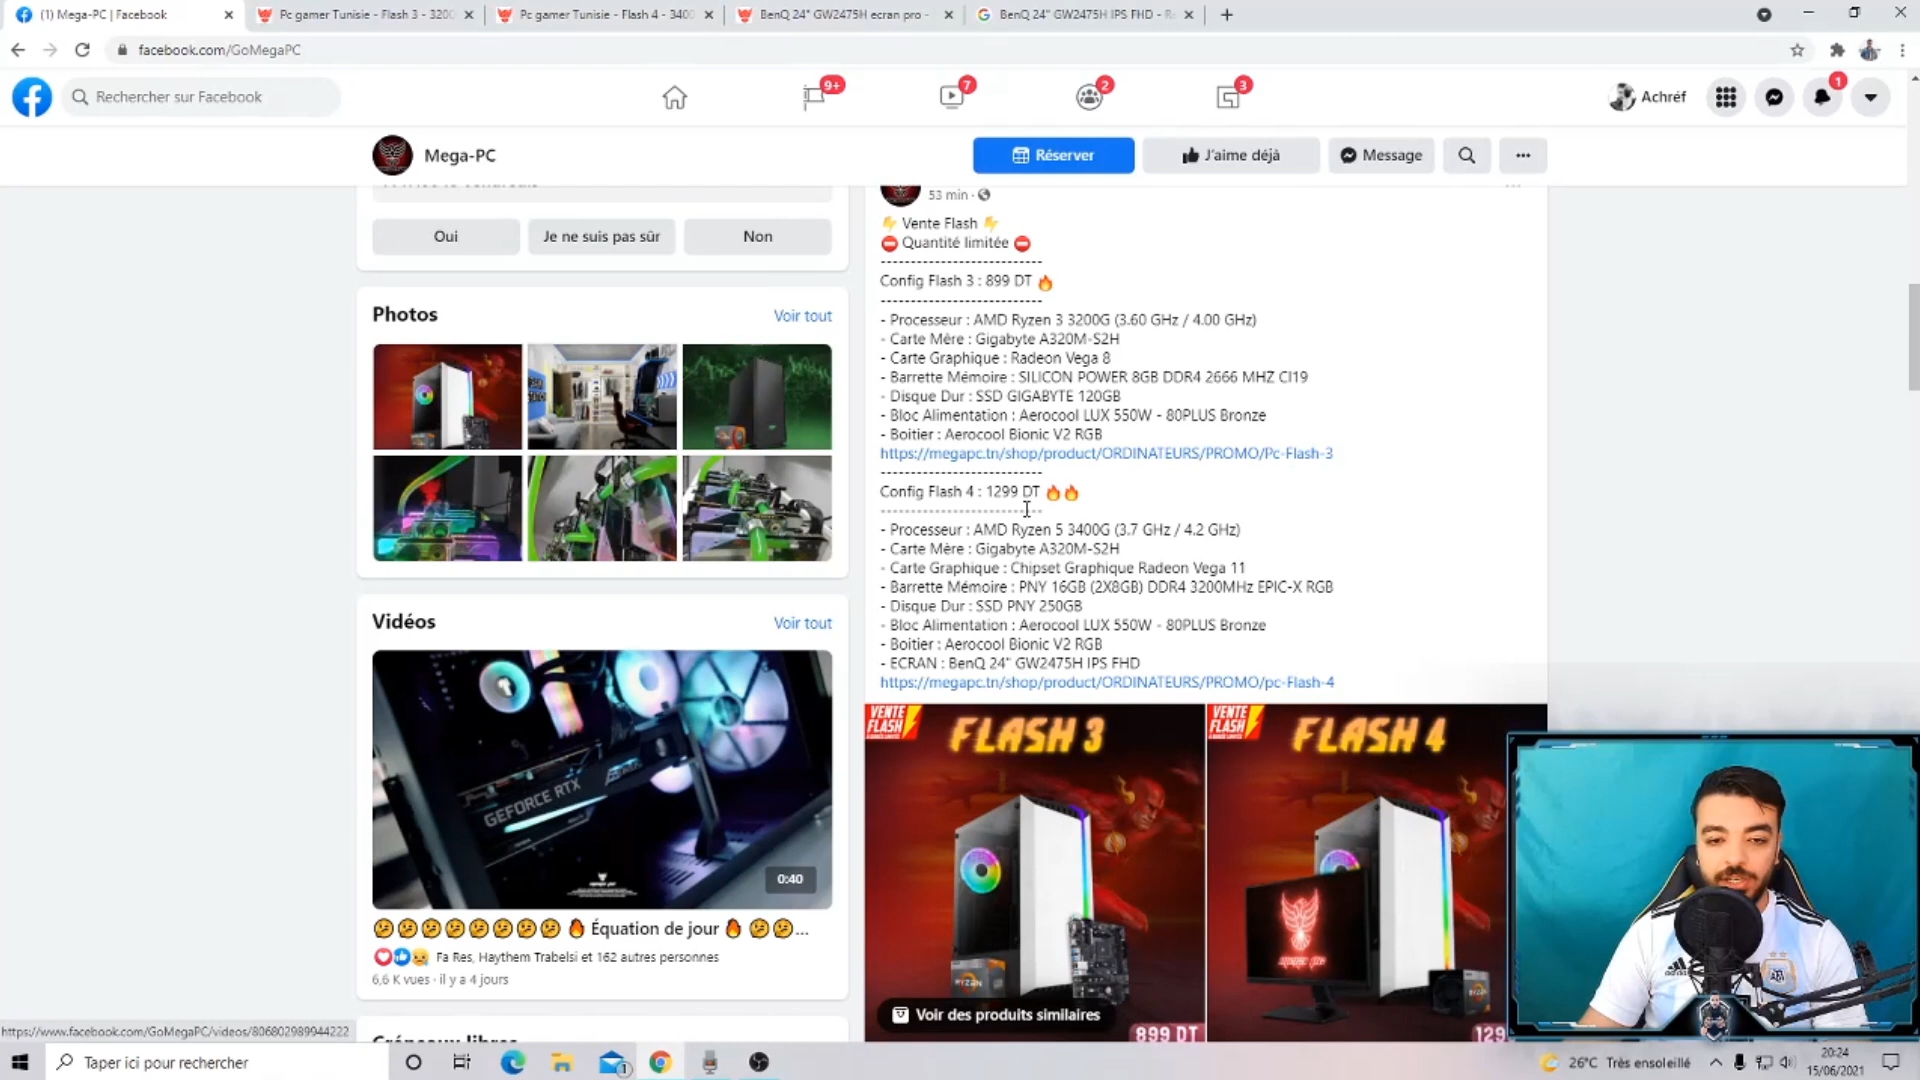 (1) Mega-PC | Facebook
Pc gamer Tunisie - Flash 3 - 3200
Pc gamer Tunisie - Flash 4 - 3400
BenQ 24" GW2475H ecran pro -
BenQ 24" GW2475H IPS FHD - Re
facebook.com/GoMegaPC
Rechercher sur Facebook
9+
7
2
3
Achréf
1
Mega-PC
Réserver
J'aime déjà
Message
Oui
Je ne suis pas sûr
Non
Photos
Voir tout
Vidéos
Voir tout
GEFORCE RTX
0:40
🤔🤔🤔🤔🤔🤔🤔🤔 🔥 Équation de jour 🔥 🤔🤔...
Fa Res, Haythem Trabelsi et 162 autres personnes
6,6 K vues · il y a 4 jours
53 min ·
⚡ Vente Flash ⚡
⛔ Quantité limitée ⛔
---------------------------
Config Flash 3 : 899 DT 🔥
---------------------------
- Processeur : AMD Ryzen 3 3200G (3.60 GHz / 4.00 GHz)
- Carte Mère : Gigabyte A320M-S2H
- Carte Graphique : Radeon Vega 8
- Barrette Mémoire : SILICON POWER 8GB DDR4 2666 MHZ Cl19
- Disque Dur : SSD GIGABYTE 120GB
- Bloc Alimentation : Aerocool LUX 550W - 80PLUS Bronze
- Boitier : Aerocool Bionic V2 RGB
https://megapc.tn/shop/product/ORDINATEURS/PROMO/Pc-Flash-3
---------------------------
Config Flash 4 : 1299 DT 🔥🔥
---------------------------
- Processeur : AMD Ryzen 5 3400G (3.7 GHz / 4.2 GHz)
- Carte Mère : Gigabyte A320M-S2H
- Carte Graphique : Chipset Graphique Radeon Vega 11
- Barrette Mémoire : PNY 16GB (2X8GB) DDR4 3200MHz EPIC-X RGB
- Disque Dur : SSD PNY 250GB
- Bloc Alimentation : Aerocool LUX 550W - 80PLUS Bronze
- Boitier : Aerocool Bionic V2 RGB
- ECRAN : BenQ 24" GW2475H IPS FHD
https://megapc.tn/shop/product/ORDINATEURS/PROMO/pc-Flash-4
VENTE
FLASH
FLASH 3
RYZEN
Voir des produits similaires
899 DT
VENTE
FLASH
FLASH 4
129
adidas
https://www.facebook.com/GoMegaPC/videos/806802989944222
Taper ici pour rechercher
1
26°C Très ensoleillé
20:24
15/06/2021